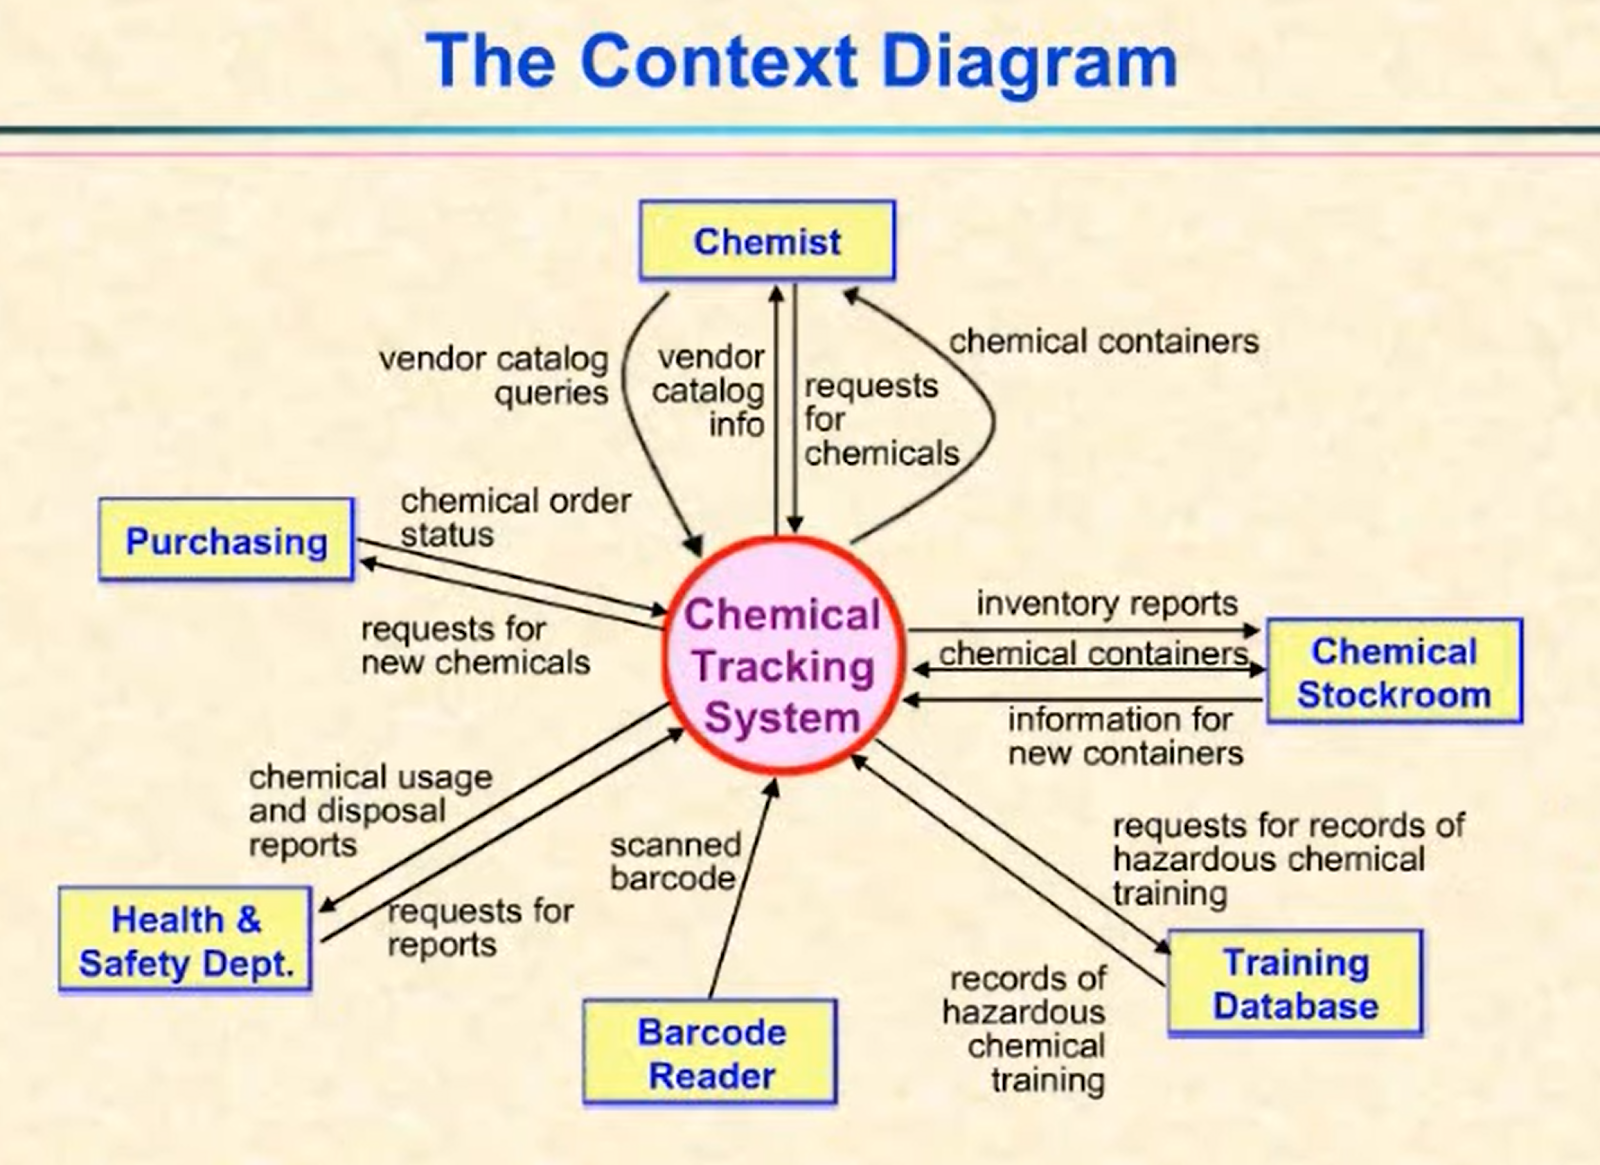 The Context Diagram
Chemist
vendor catalog
queries
vendor
catalog
info
requests
for
chemicals
chemical containers
Purchasing
chemical order
status
requests for
new chemicals
Chemical
Tracking
System
inventory reports
chemical containers
information for
new containers
Chemical
Stockroom
chemical usage
and disposal
reports
requests for
reports
Health &
Safety Dept.
scanned
barcode
Barcode
Reader
requests for records of
hazardous chemical
training
records of
hazardous
chemical
training
Training
Database